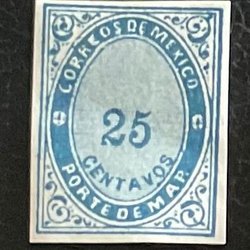 CORREOS DE MEXICO
25
CENTAVOS
PORTE DE MAR.